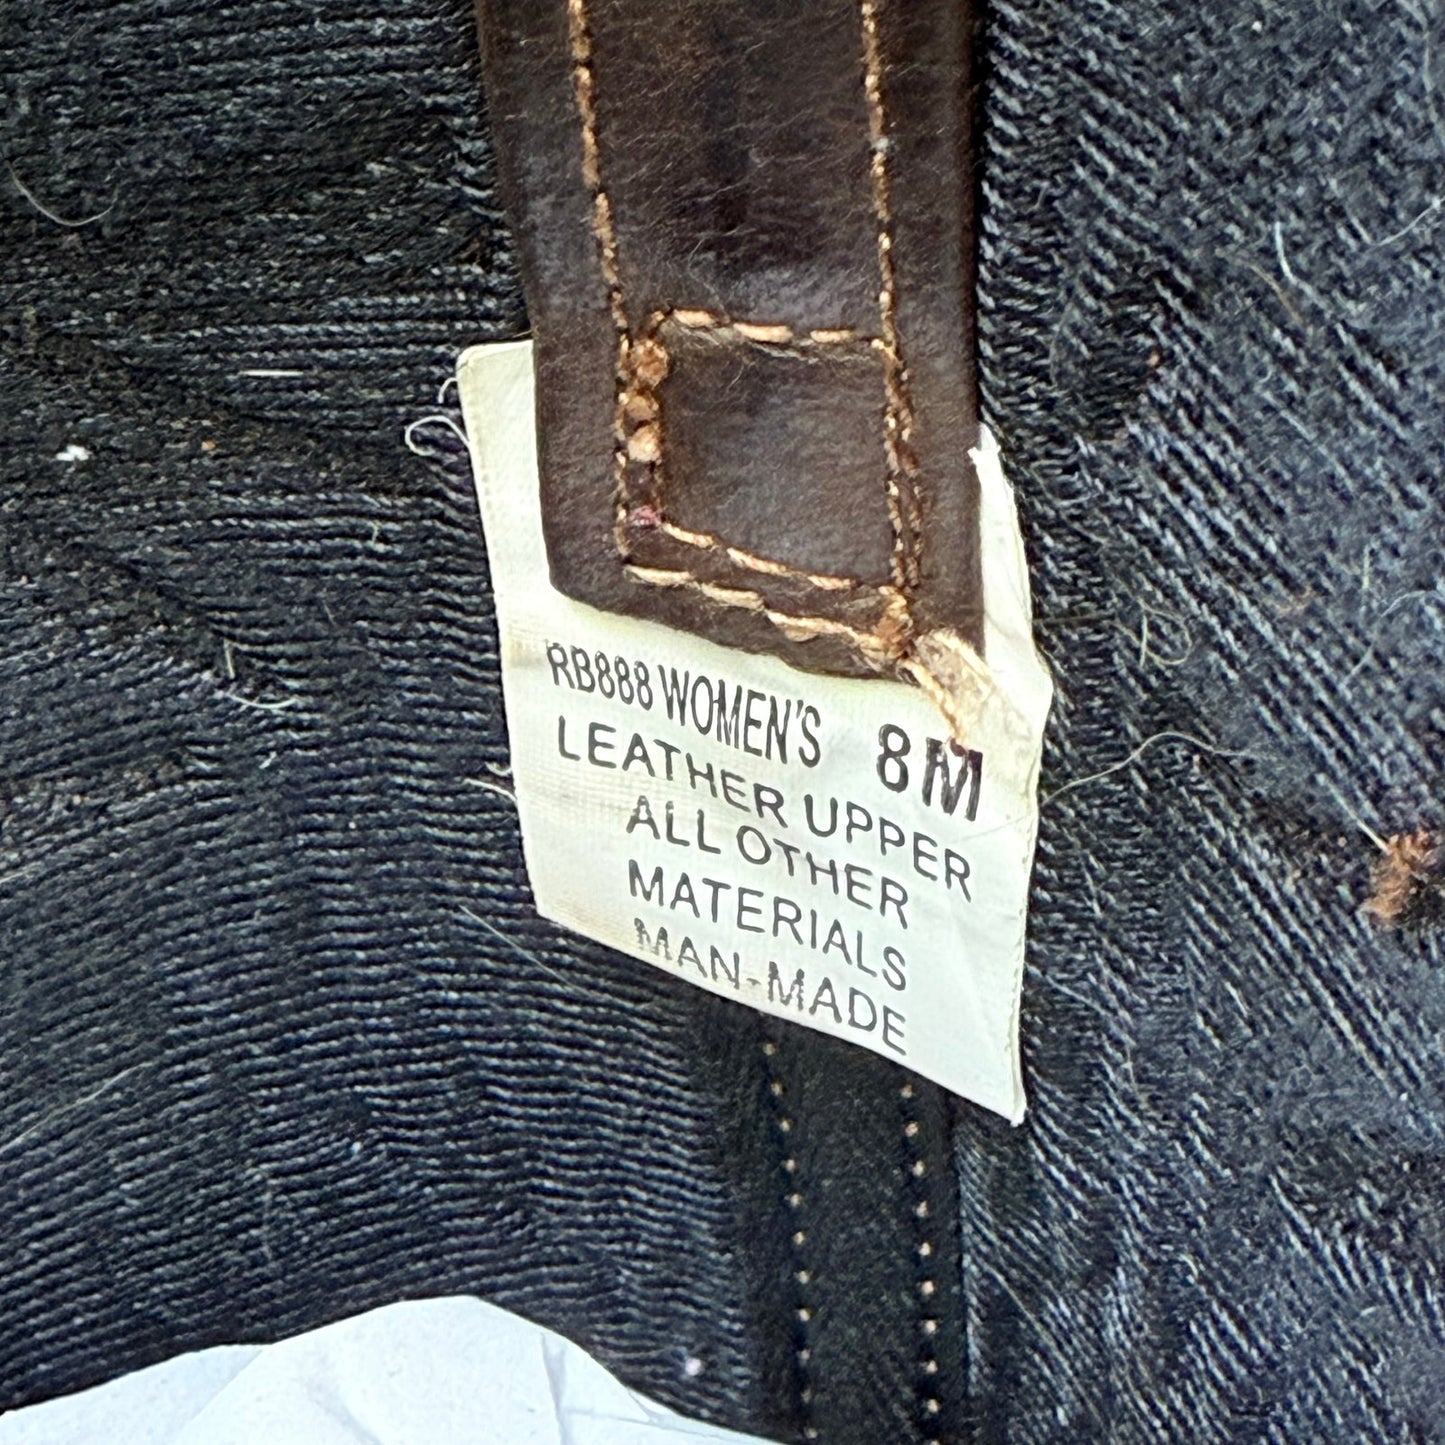 RB888 WOMEN'S 8M
LEATHER UPPER
ALL OTHER
MATERIALS
MAN-MADE